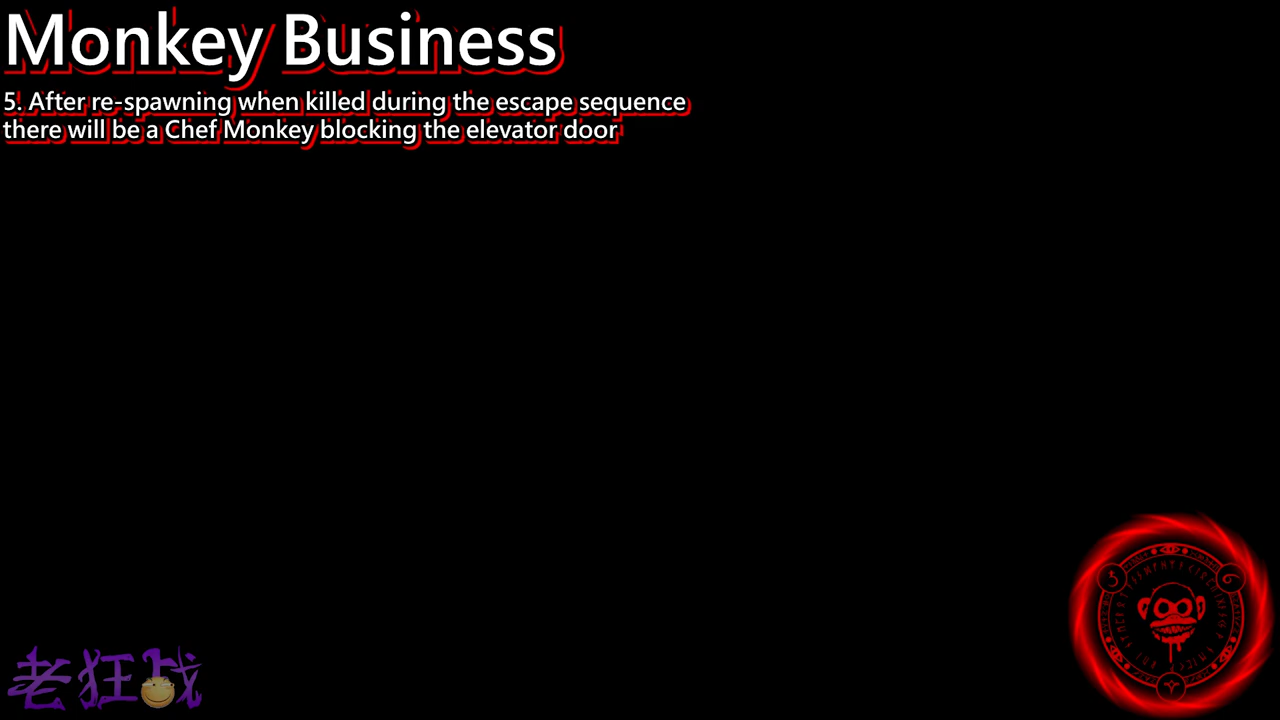 Monkey Business
5. After re-spawning when killed during the escape sequence
there will be a Chef Monkey blocking the elevator door
老狂战